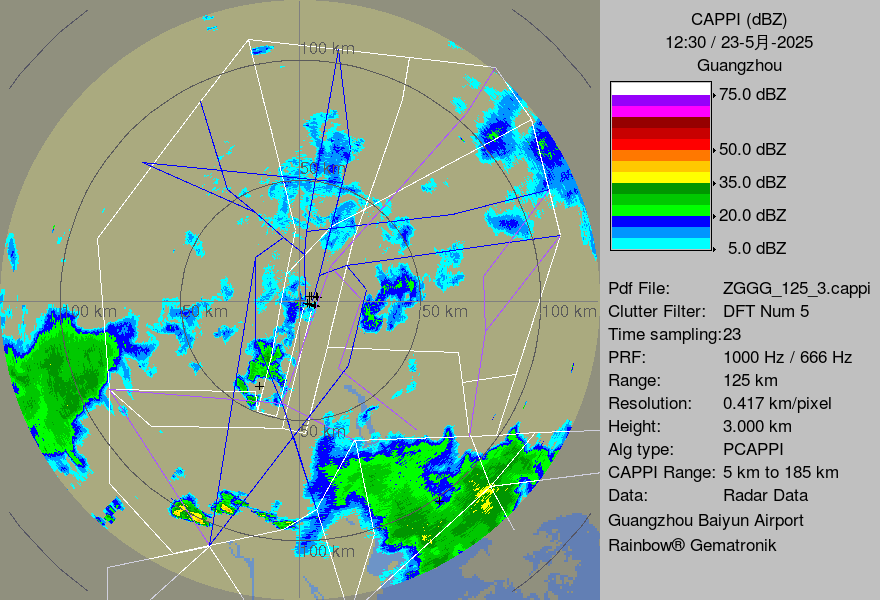 100 km
50 km
100 km
50 km
100 km
50 km
100 km
CAPPI (dBZ)
12:30 / 23-5月-2025
Guangzhou
75.0 dBZ
50.0 dBZ
35.0 dBZ
20.0 dBZ
5.0 dBZ
Pdf File: ZGGG_125_3.cappi
Clutter Filter: DFT Num 5
Time sampling:23
PRF: 1000 Hz / 666 Hz
Range: 125 km
Resolution: 0.417 km/pixel
Height: 3.000 km
Alg type: PCAPPI
CAPPI Range: 5 km to 185 km
Data: Radar Data
Guangzhou Baiyun Airport
Rainbow® Gematronik